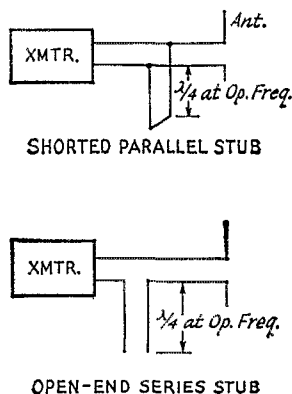 Ant.
XMTR.
λ/4 at Op. Freq.
SHORTED PARALLEL STUB
XMTR.
λ/4 at Op. Freq.
OPEN-END SERIES STUB